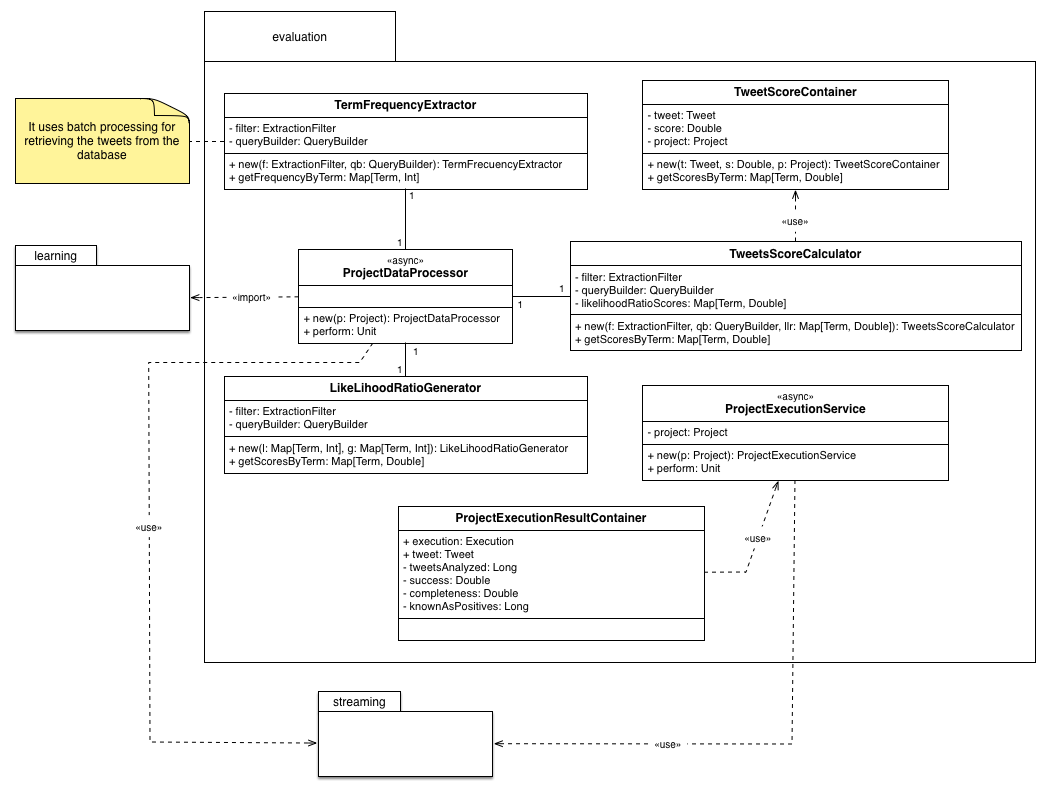 evaluation
It uses batch processing for
retrieving the tweets from the
database
TermFrequencyExtractor
- filter: ExtractionFilter
- queryBuilder: QueryBuilder
+ new(f: ExtractionFilter, qb: QueryBuilder): TermFrecuencyExtractor
+ getFrequencyByTerm: Map[Term, Int]
TweetScoreContainer
- tweet: Tweet
- score: Double
- project: Project
+ new(t: Tweet, s: Double, p: Project): TweetScoreContainer
+ getScoresByTerm: Map[Term, Double]
1
1
«use»
learning
«import»
«async»
ProjectDataProcessor
+ new(p: Project): ProjectDataProcessor
+ perform: Unit
1
1
TweetsScoreCalculator
- filter: ExtractionFilter
- queryBuilder: QueryBuilder
- likelihoodRatioScores: Map[Term, Double]
+ new(f: ExtractionFilter, qb: QueryBuilder, llr: Map[Term, Double]): TweetsScoreCalculator
+ getScoresByTerm: Map[Term, Double]
1
1
LikeLihoodRatioGenerator
- filter: ExtractionFilter
- queryBuilder: QueryBuilder
+ new(l: Map[Term, Int], g: Map[Term, Int]): LikeLihoodRatioGenerator
+ getScoresByTerm: Map[Term, Double]
«async»
ProjectExecutionService
- project: Project
+ new(p: Project): ProjectExecutionService
+ perform: Unit
«use»
ProjectExecutionResultContainer
+ execution: Execution
+ tweet: Tweet
- tweetsAnalyzed: Long
- success: Double
- completeness: Double
- knownAsPositives: Long
«use»
streaming
«use»